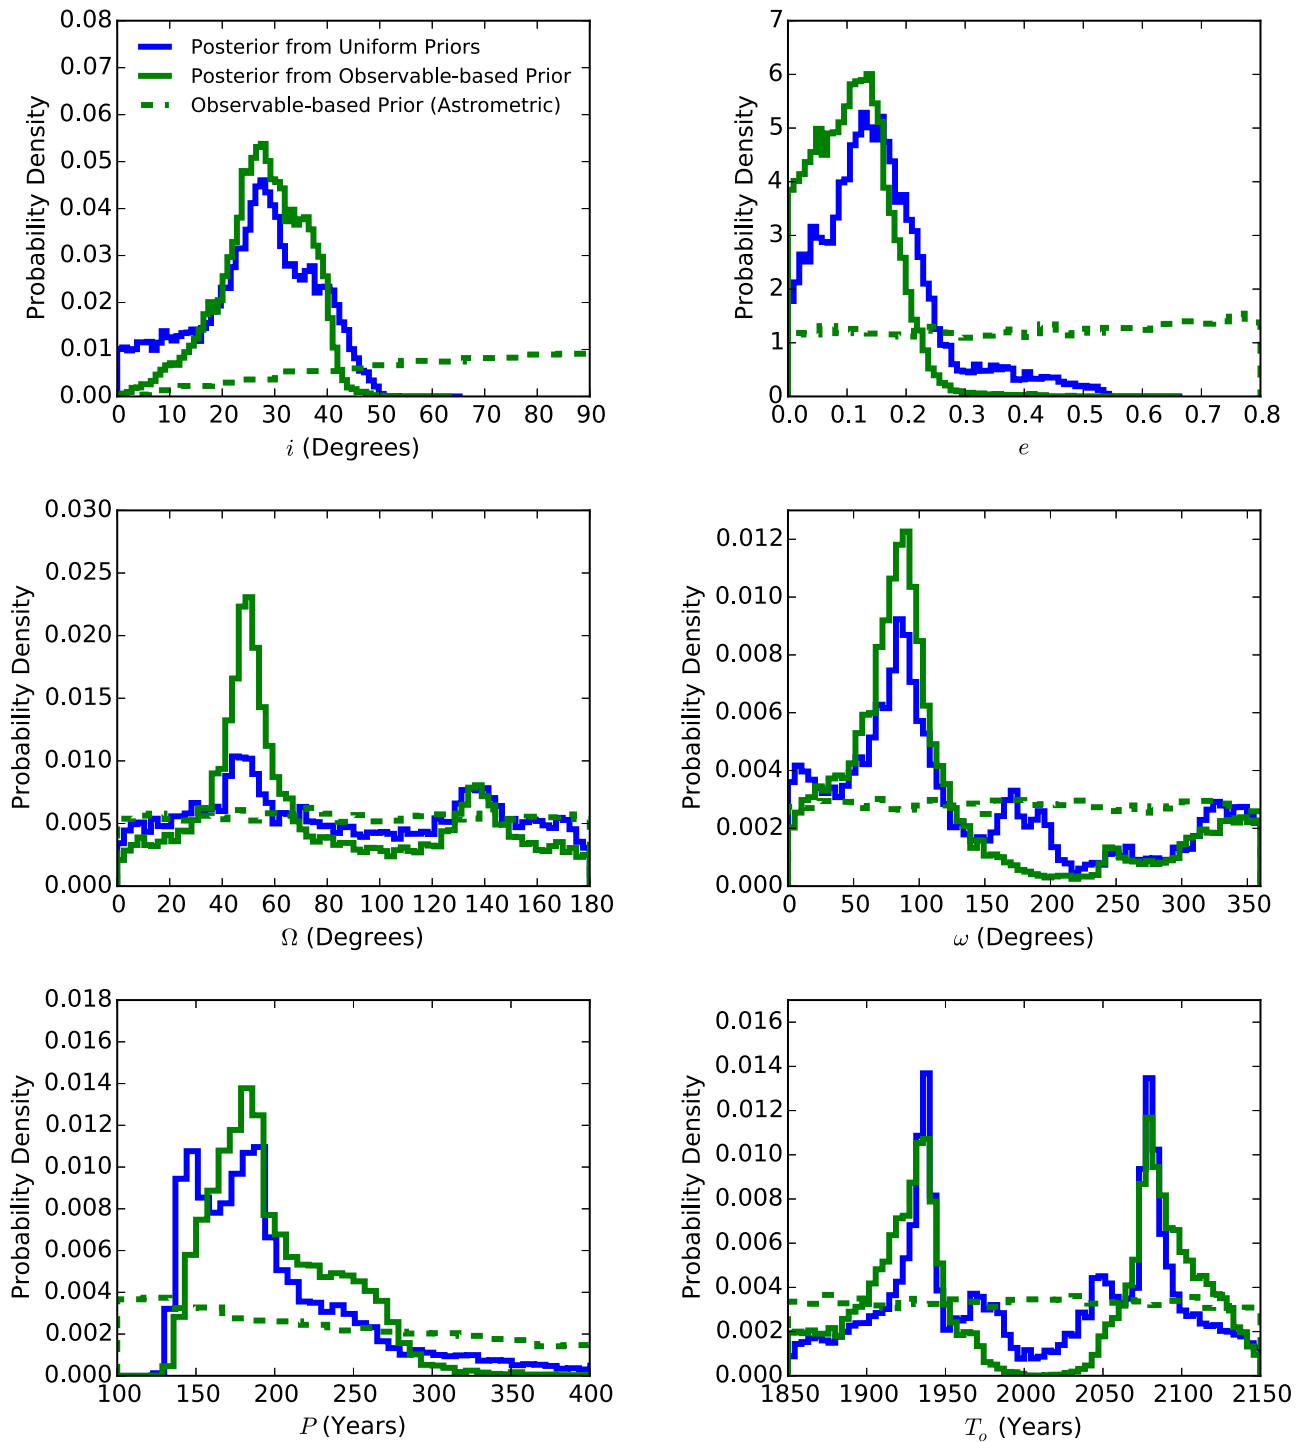 0.08
0.07
0.06
0.05
0.04
0.03
0.02
0.01
0.00
Probability Density
Posterior from Uniform Priors
Posterior from Observable-based Prior
Observable-based Prior (Astrometric)
0 10 20 30 40 50 60 70 80 90
i (Degrees)
7
6
5
4
3
2
1
0
Probability Density
0.0 0.1 0.2 0.3 0.4 0.5 0.6 0.7 0.8
e
0.030
0.025
0.020
0.015
0.010
0.005
0.000
Probability Density
0 20 40 60 80 100 120 140 160 180
Ω (Degrees)
0.012
0.010
0.008
0.006
0.004
0.002
0.000
Probability Density
0 50 100 150 200 250 300 350
ω (Degrees)
0.018
0.016
0.014
0.012
0.010
0.008
0.006
0.004
0.002
0.000
Probability Density
100 150 200 250 300 350 400
P (Years)
0.016
0.014
0.012
0.010
0.008
0.006
0.004
0.002
0.000
Probability Density
1850 1900 1950 2000 2050 2100 2150
T_o (Years)